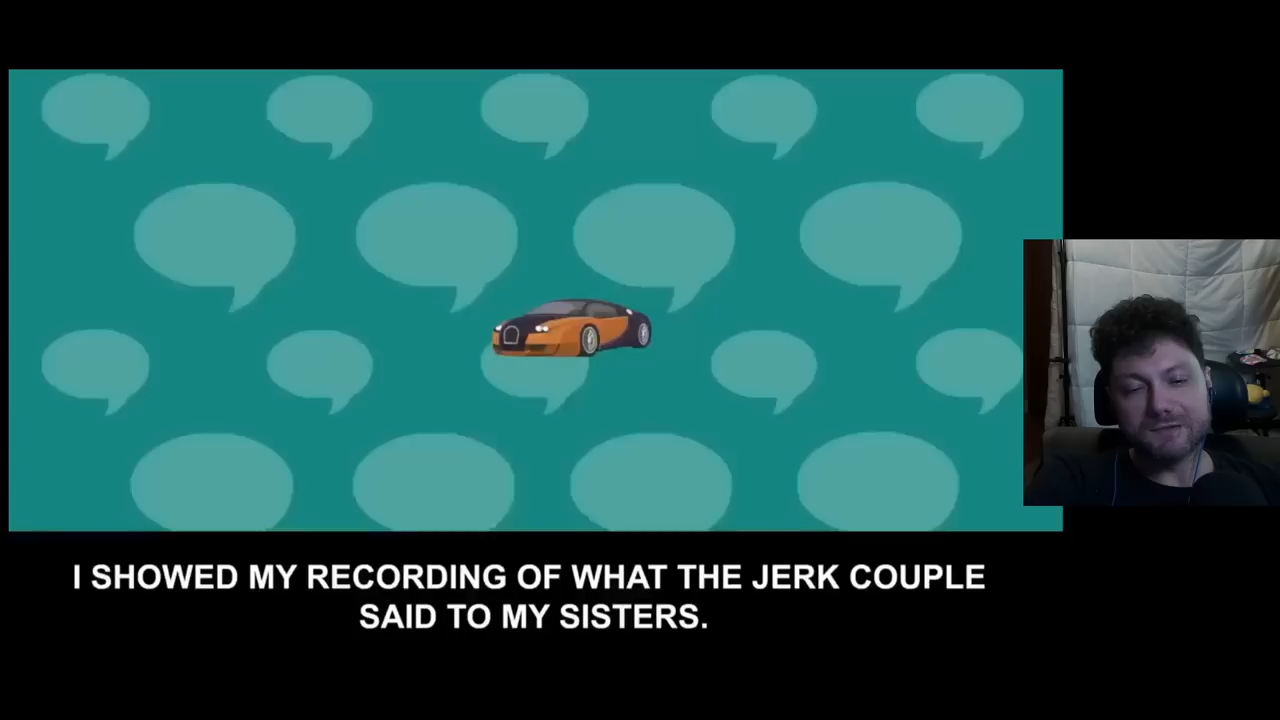 I SHOWED MY RECORDING OF WHAT THE JERK COUPLE
SAID TO MY SISTERS.